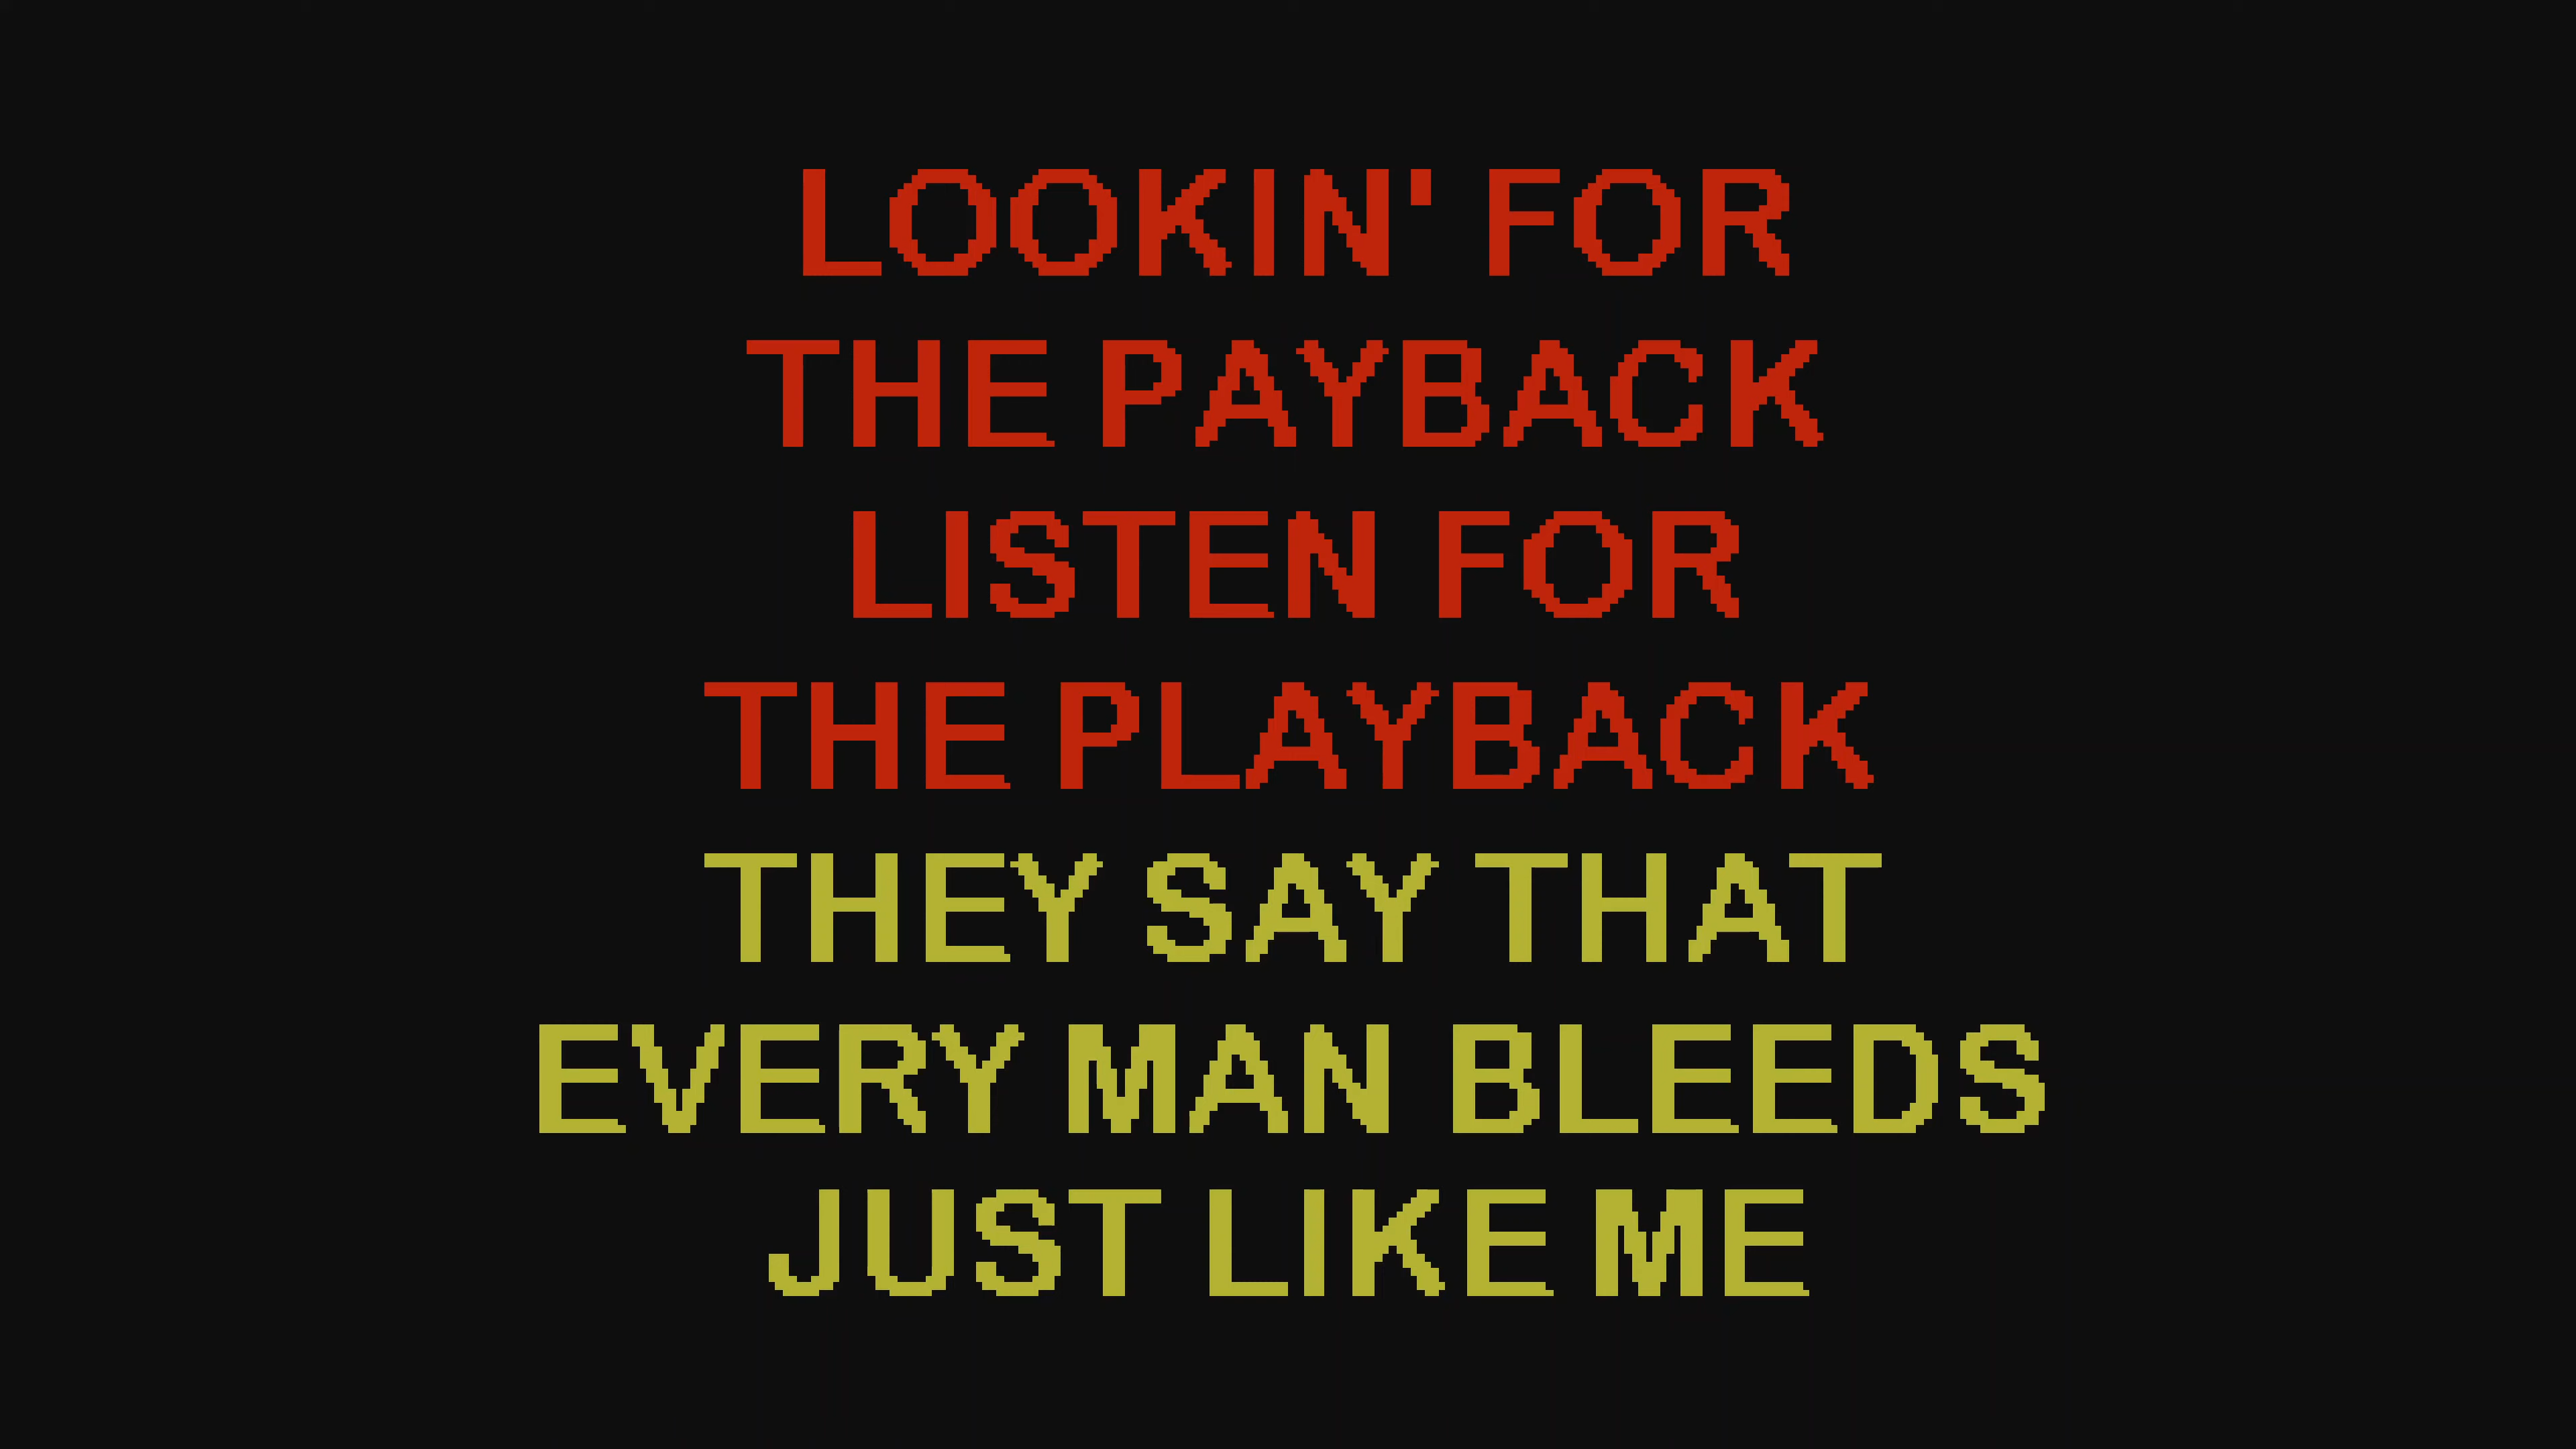 LOOKIN' FOR
THE PAYBACK
LISTEN FOR
THE PLAYBACK
THEY SAY THAT
EVERY MAN BLEEDS
JUST LIKE ME